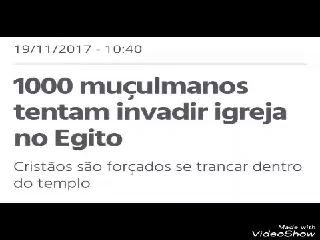 19/11/2017 - 10:40
1000 muçulmanos
tentam invadir igreja
no Egito
Cristãos são forçados se trancar dentro
do templo
Made with
VideoShow